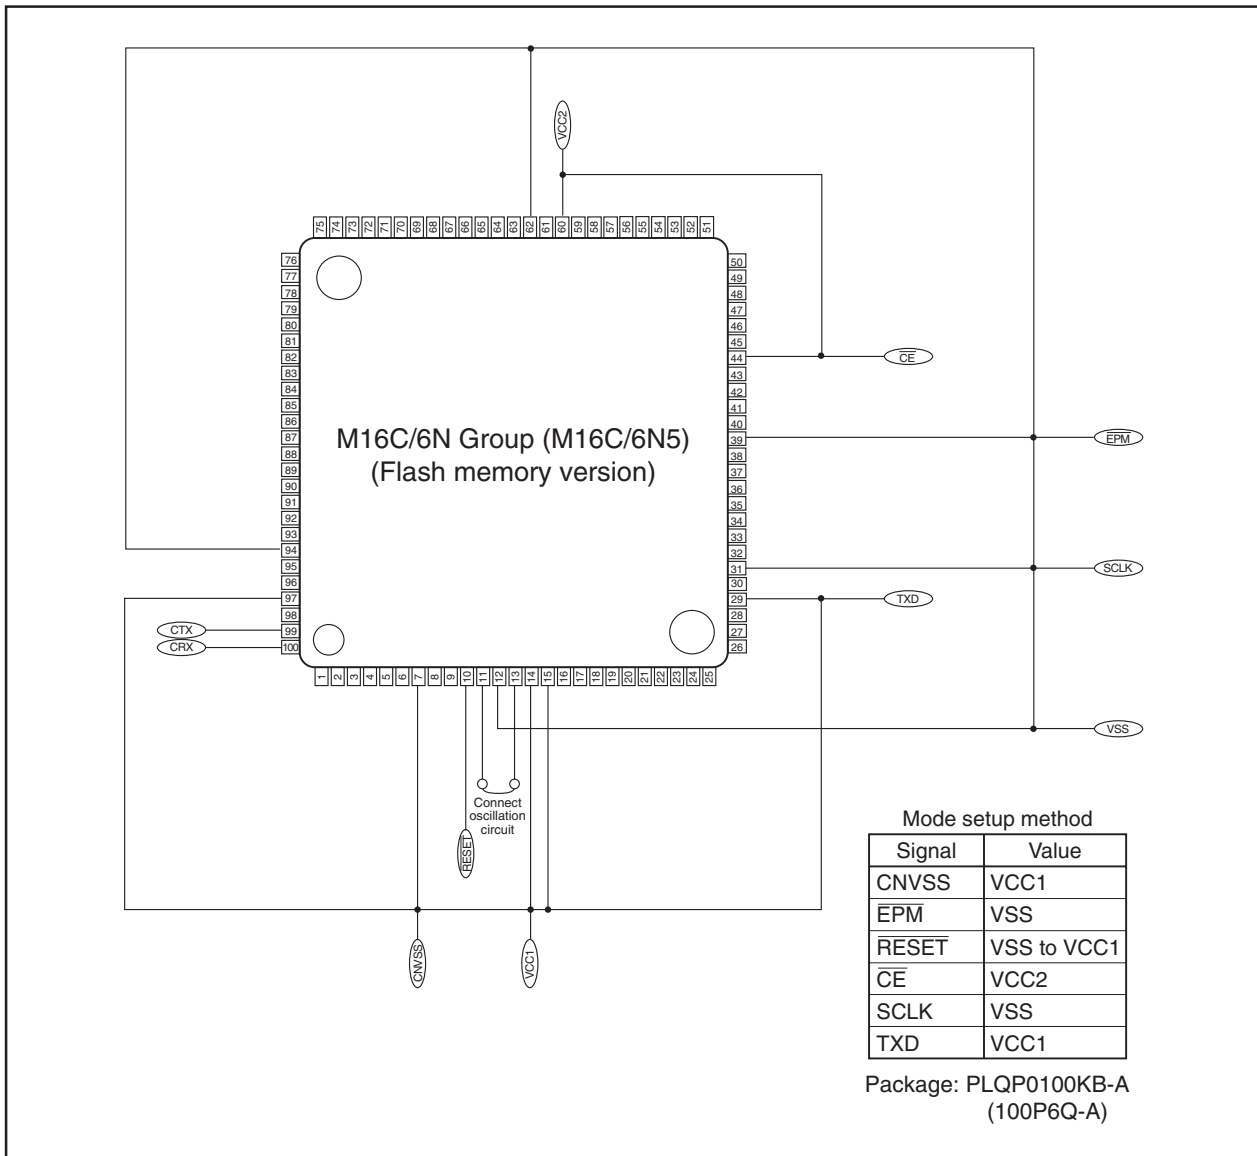 VCC2
75 74 73 72 71 70 69 68 67 66 65 64 63 62 61 60 59 58 57 56 55 54 53 52 51
76
77
78
79
80
81
82
83
84
85
86
87
88
89
90
91
92
93
94
95
96
97
98
99
100
CTX
CRX
M16C/6N Group (M16C/6N5)
(Flash memory version)
50
49
48
47
46
45
44
43
42
41
40
39
38
37
36
35
34
33
32
31
30
29
28
27
26
CE
EPM
SCLK
TXD
VSS
1 2 3 4 5 6 7 8 9 10 11 12 13 14 15 16 17 18 19 20 21 22 23 24 25
Connect
oscillation
circuit
RESET
CNVSS
VCC1
Mode setup method
Signal Value
CNVSS VCC1
EPM VSS
RESET VSS to VCC1
CE VCC2
SCLK VSS
TXD VCC1
Package: PLQP0100KB-A
(100P6Q-A)